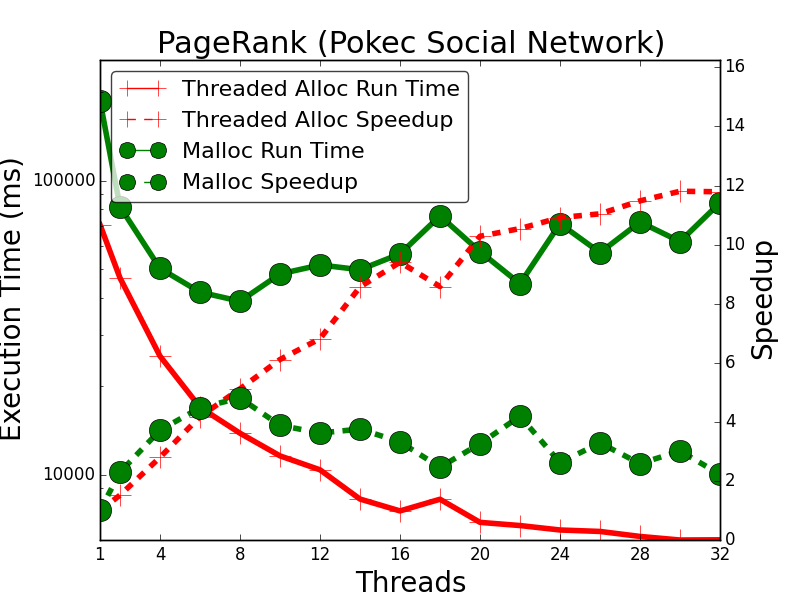 PageRank (Pokec Social Network)
Threaded Alloc Run Time
Threaded Alloc Speedup
Malloc Run Time
Malloc Speedup
Execution Time (ms)
100000
10000
Speedup
16
14
12
10
8
6
4
2
0
1 4 8 12 16 20 24 28 32
Threads